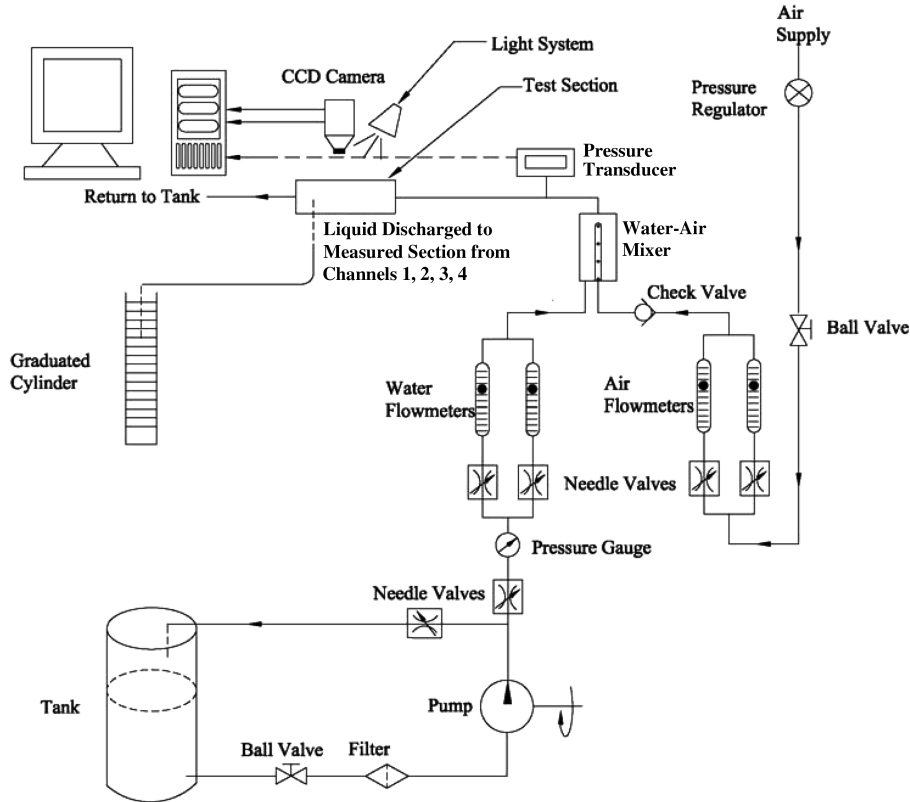 Air
Supply
Light System
CCD Camera
Test Section
Pressure
Regulator
Pressure
Transducer
Return to Tank
Liquid Discharged to
Measured Section from
Channels 1, 2, 3, 4
Water-Air
Mixer
Check Valve
Ball Valve
Graduated
Cylinder
Water
Flowmeters
Air
Flowmeters
Needle Valves
Pressure Gauge
Needle Valves
Tank
Pump
Ball Valve
Filter